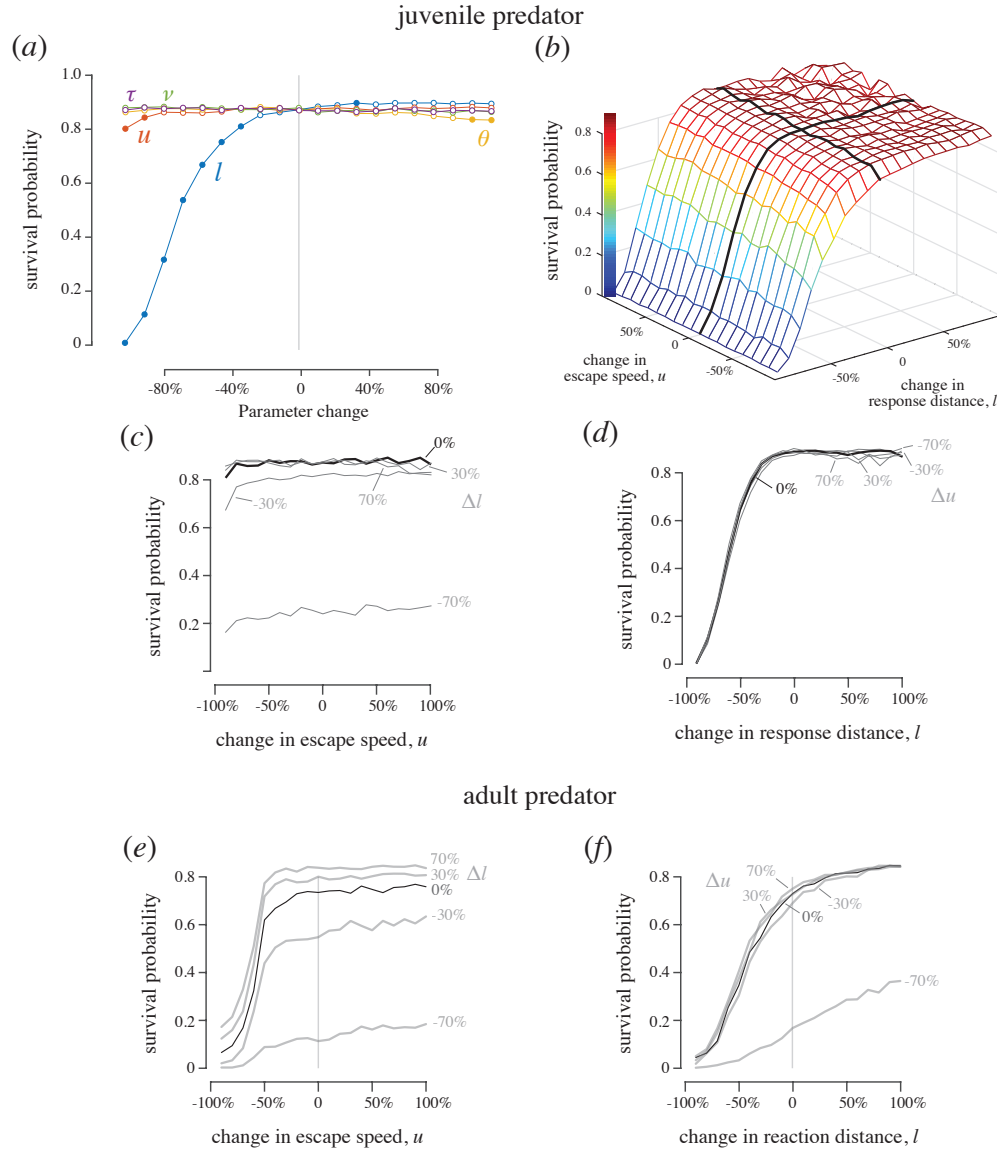 juvenile predator
(a)
1.0
0.8
0.6
0.4
0.2
0
survival probability
τ
ν
u
l
θ
-80%
-40%
0
40%
80%
Parameter change
(b)
0.8
0.6
0.4
0.2
0
survival probability
50%
0
-50%
change in
escape speed, u
-50%
0
50%
change in
response distance, l
(c)
0.8
0.6
0.4
0.2
survival probability
0%
30%
70%
Δl
-30%
-70%
-100%
-50%
0
50%
100%
change in escape speed, u
(d)
0.8
0.6
0.4
0.2
0
survival probability
0%
70%
30%
-70%
-30%
Δu
-100%
-50%
0
50%
100%
change in response distance, l
adult predator
(e)
0.8
0.6
0.4
0.2
0
survival probability
70%
30%
Δl
0%
-30%
-70%
-100%
-50%
0
50%
100%
change in escape speed, u
(f)
0.8
0.6
0.4
0.2
0
survival probability
Δu
70%
30%
0%
-30%
-70%
-100%
-50%
0
50%
100%
change in reaction distance, l